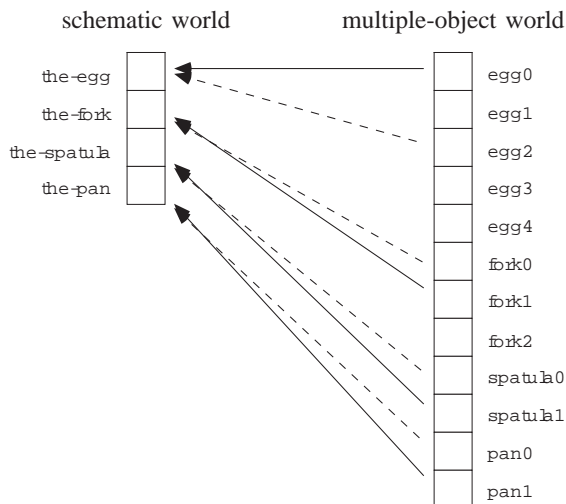 schematic world
multiple-object world
the-egg
the-fork
the-spatula
the-pan
egg0
egg1
egg2
egg3
egg4
fork0
fork1
fork2
spatula0
spatula1
pan0
pan1